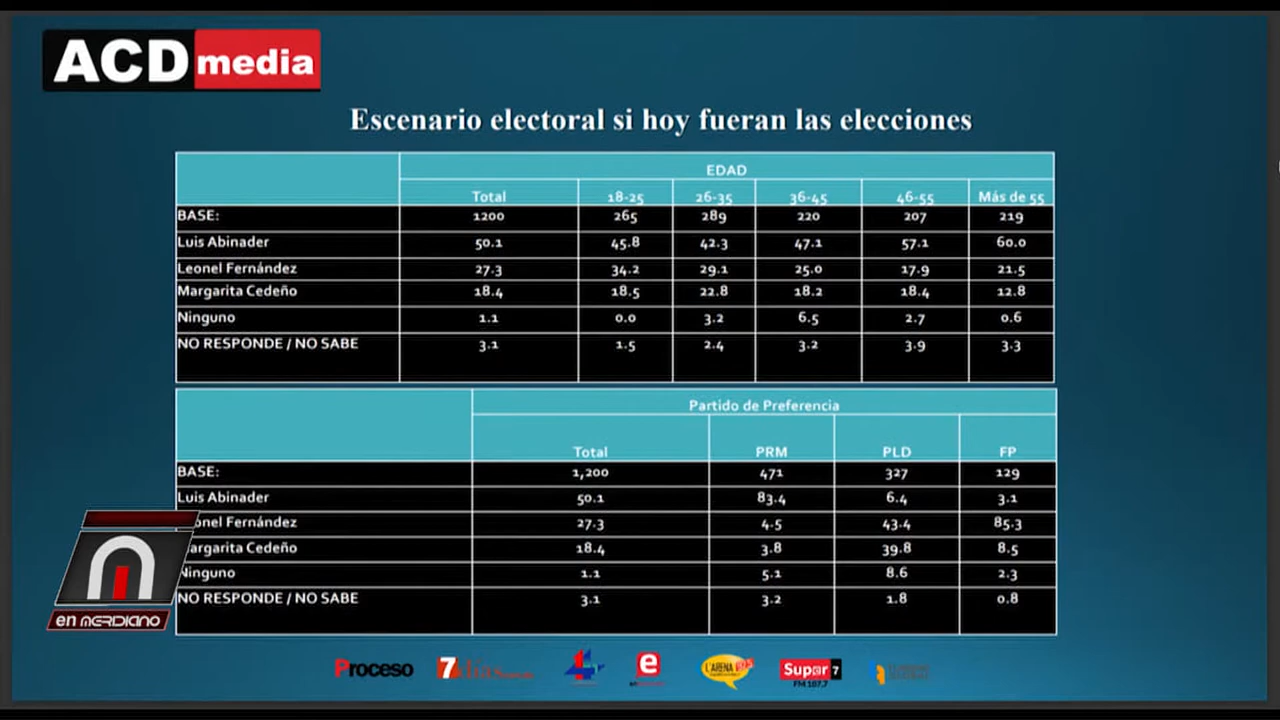 ACD media
Escenario electoral si hoy fueran las elecciones
EDAD
Total 18-25 26-35 36-45 46-55 Más de 55
BASE: 1200 265 289 220 207 219
Luis Abinader 50.1 45.8 42.3 47.1 57.1 60.0
Leonel Fernández 27.3 34.2 29.1 25.0 17.9 21.5
Margarita Cedeño 18.4 18.5 22.8 18.2 18.4 12.8
Ninguno 1.1 0.0 3.2 6.5 2.7 0.6
NO RESPONDE / NO SABE 3.1 1.5 2.4 3.2 3.9 3.3
Partido de Preferencia
Total PRM PLD FP
BASE: 1,200 471 327 129
Luis Abinader 50.1 83.4 6.4 3.1
onel Fernández 27.3 4.5 43.4 85.3
argarita Cedeño 18.4 3.8 39.8 8.5
Ninguno 1.1 5.1 8.6 2.3
NO RESPONDE / NO SABE 3.1 3.2 1.8 0.8
en MERIDIANO
Proceso 7días e L'ARENA Super 7
FM 107.7